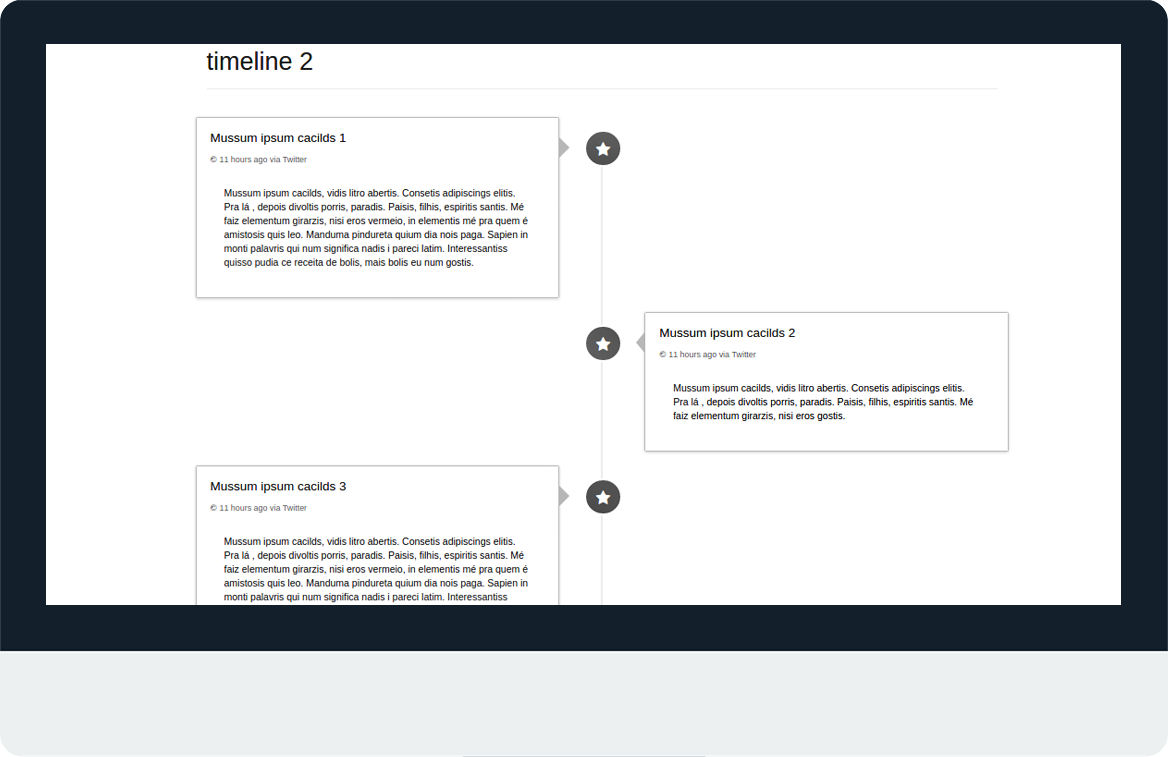 timeline 2
Mussum ipsum cacilds 1
© 11 hours ago via Twitter
Mussum ipsum cacilds, vidis litro abertis. Consetis adipiscings elitis.
Pra lá , depois divoltis porris, paradis. Paisis, filhis, espiritis santis. Mé
faiz elementum girarzis, nisi eros vermeio, in elementis mé pra quem é
amistosis quis leo. Manduma pindureta quium dia nois paga. Sapien in
monti palavris qui num significa nadis i pareci latim. Interessantiss
quisso pudia ce receita de bolis, mais bolis eu num gostis.
Mussum ipsum cacilds 2
© 11 hours ago via Twitter
Mussum ipsum cacilds, vidis litro abertis. Consetis adipiscings elitis.
Pra lá , depois divoltis porris, paradis. Paisis, filhis, espiritis santis. Mé
faiz elementum girarzis, nisi eros gostis.
Mussum ipsum cacilds 3
© 11 hours ago via Twitter
Mussum ipsum cacilds, vidis litro abertis. Consetis adipiscings elitis.
Pra lá , depois divoltis porris, paradis. Paisis, filhis, espiritis santis. Mé
faiz elementum girarzis, nisi eros vermeio, in elementis mé pra quem é
amistosis quis leo. Manduma pindureta quium dia nois paga. Sapien in
monti palavris qui num significa nadis i pareci latim. Interessantiss